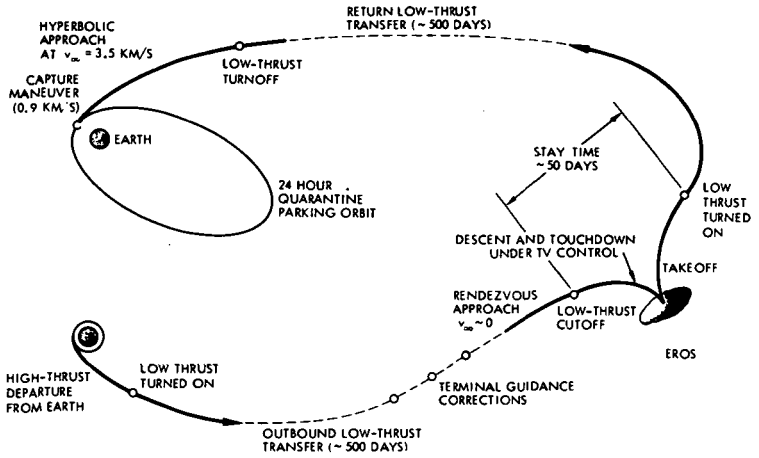 RETURN LOW-THRUST
TRANSFER (~ 500 DAYS)
HYPERBOLIC
APPROACH
AT v∞ = 3.5 KM/S
LOW-THRUST
TURNOFF
CAPTURE
MANEUVER
(0.9 KM/S)
EARTH
24 HOUR
QUARANTINE
PARKING ORBIT
STAY TIME
~50 DAYS
LOW
THRUST
TURNED
ON
DESCENT AND TOUCHDOWN
UNDER TV CONTROL
TAKEOFF
RENDEZVOUS
APPROACH
v∞ ~ 0
LOW-THRUST
CUTOFF
EROS
HIGH-THRUST
DEPARTURE
FROM EARTH
LOW THRUST
TURNED ON
TERMINAL GUIDANCE
CORRECTIONS
OUTBOUND LOW-THRUST
TRANSFER (~ 500 DAYS)